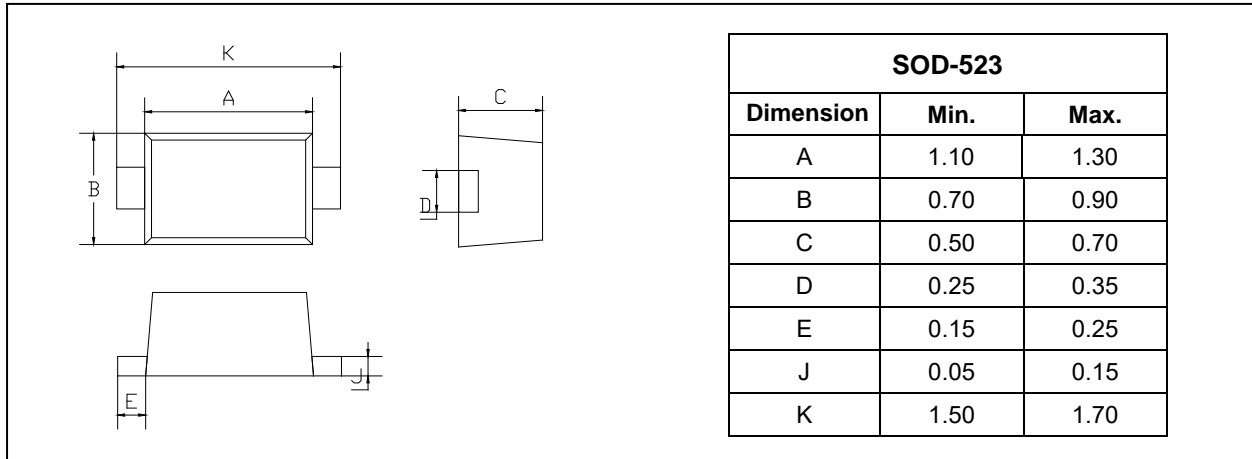 K
A
B
C
D
E
J
SOD-523
Dimension Min. Max.
A 1.10 1.30
B 0.70 0.90
C 0.50 0.70
D 0.25 0.35
E 0.15 0.25
J 0.05 0.15
K 1.50 1.70